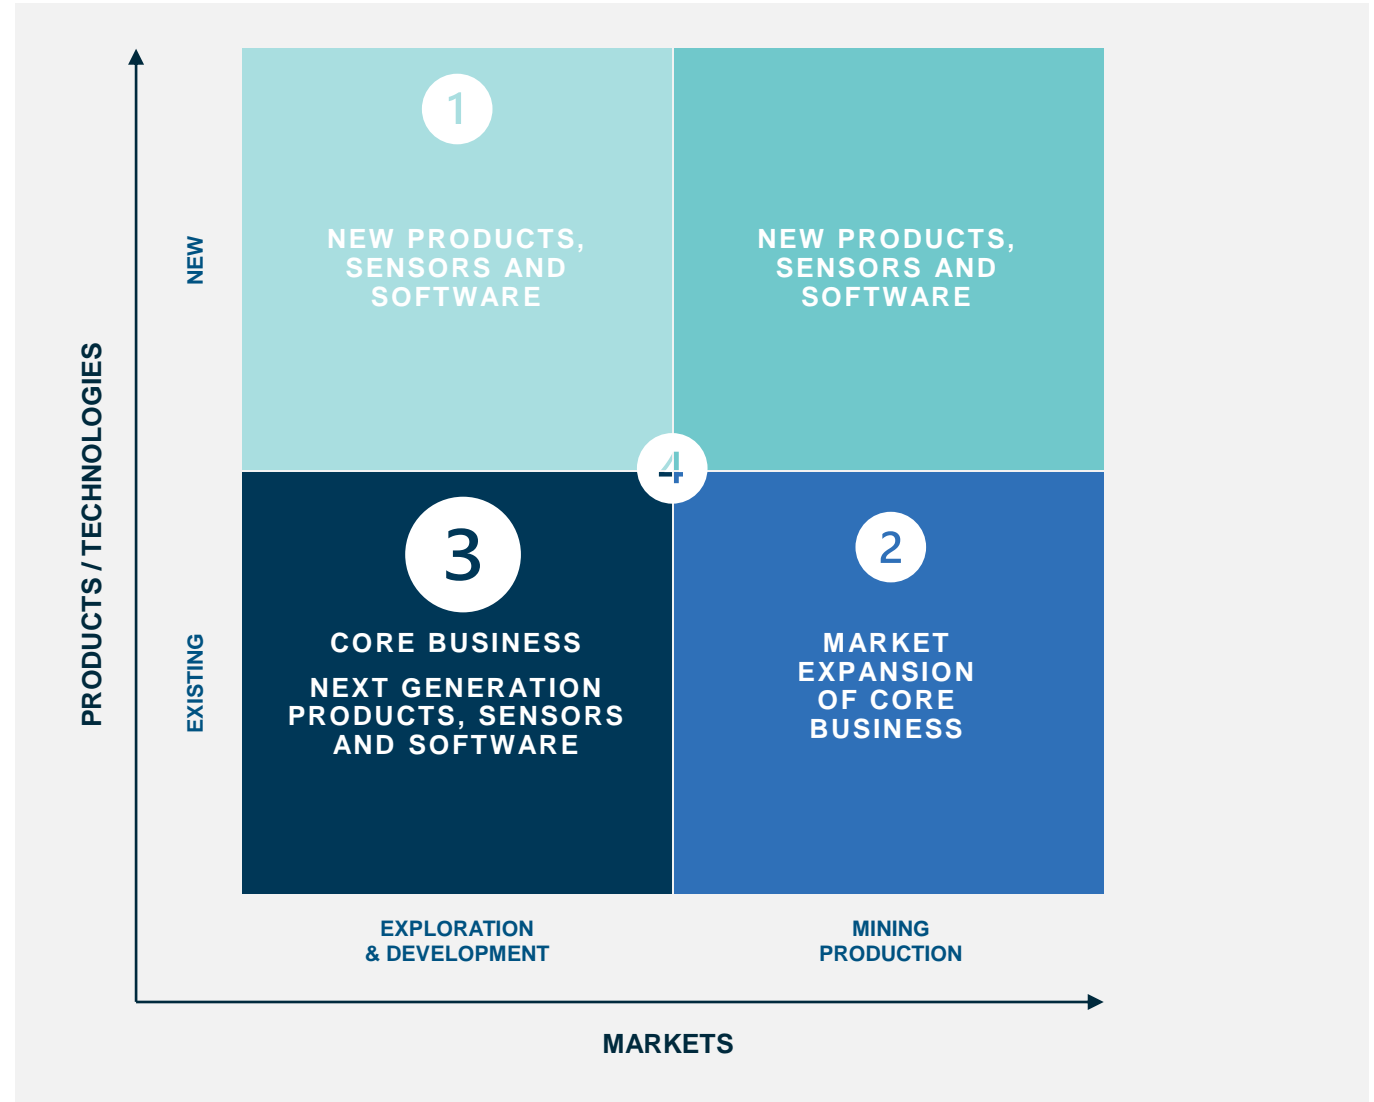 1
NEW PRODUCTS,
SENSORS AND
SOFTWARE
NEW PRODUCTS,
SENSORS AND
SOFTWARE
NEW
PRODUCTS / TECHNOLOGIES
4
3
CORE BUSINESS
NEXT GENERATION
PRODUCTS, SENSORS
AND SOFTWARE
2
MARKET
EXPANSION
OF CORE
BUSINESS
EXISTING
EXPLORATION
& DEVELOPMENT
MINING
PRODUCTION
MARKETS